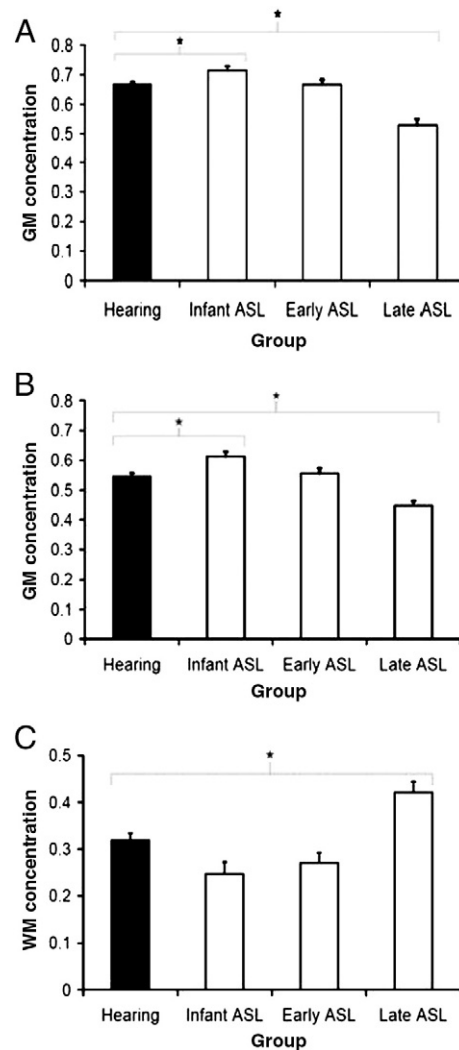 A
*
*
GM concentration
0.8
0.7
0.6
0.5
0.4
0.3
0.2
0.1
0
Hearing Infant ASL Early ASL Late ASL
Group
B
*
*
GM concentration
0.8
0.7
0.6
0.5
0.4
0.3
0.2
0.1
0
Hearing Infant ASL Early ASL Late ASL
Group
C
*
WM concentration
0.5
0.4
0.3
0.2
0.1
0
Hearing Infant ASL Early ASL Late ASL
Group